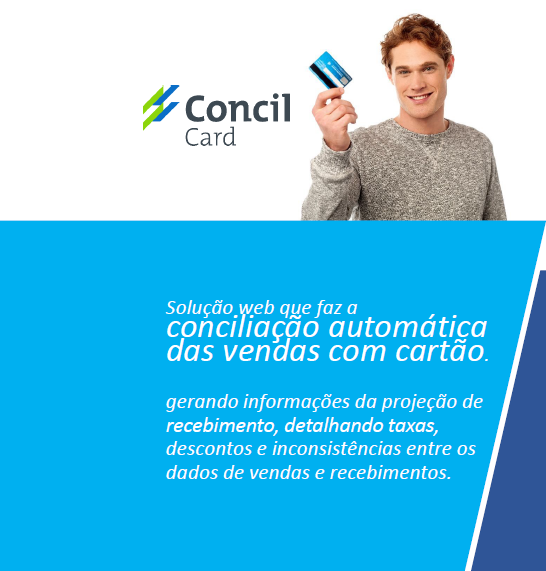 Concil
Card
Solução web que faz a
conciliação automática
das vendas com cartão.
gerando informações da projeção de
recebimento, detalhando taxas,
descontos e inconsistências entre os
dados de vendas e recebimentos.